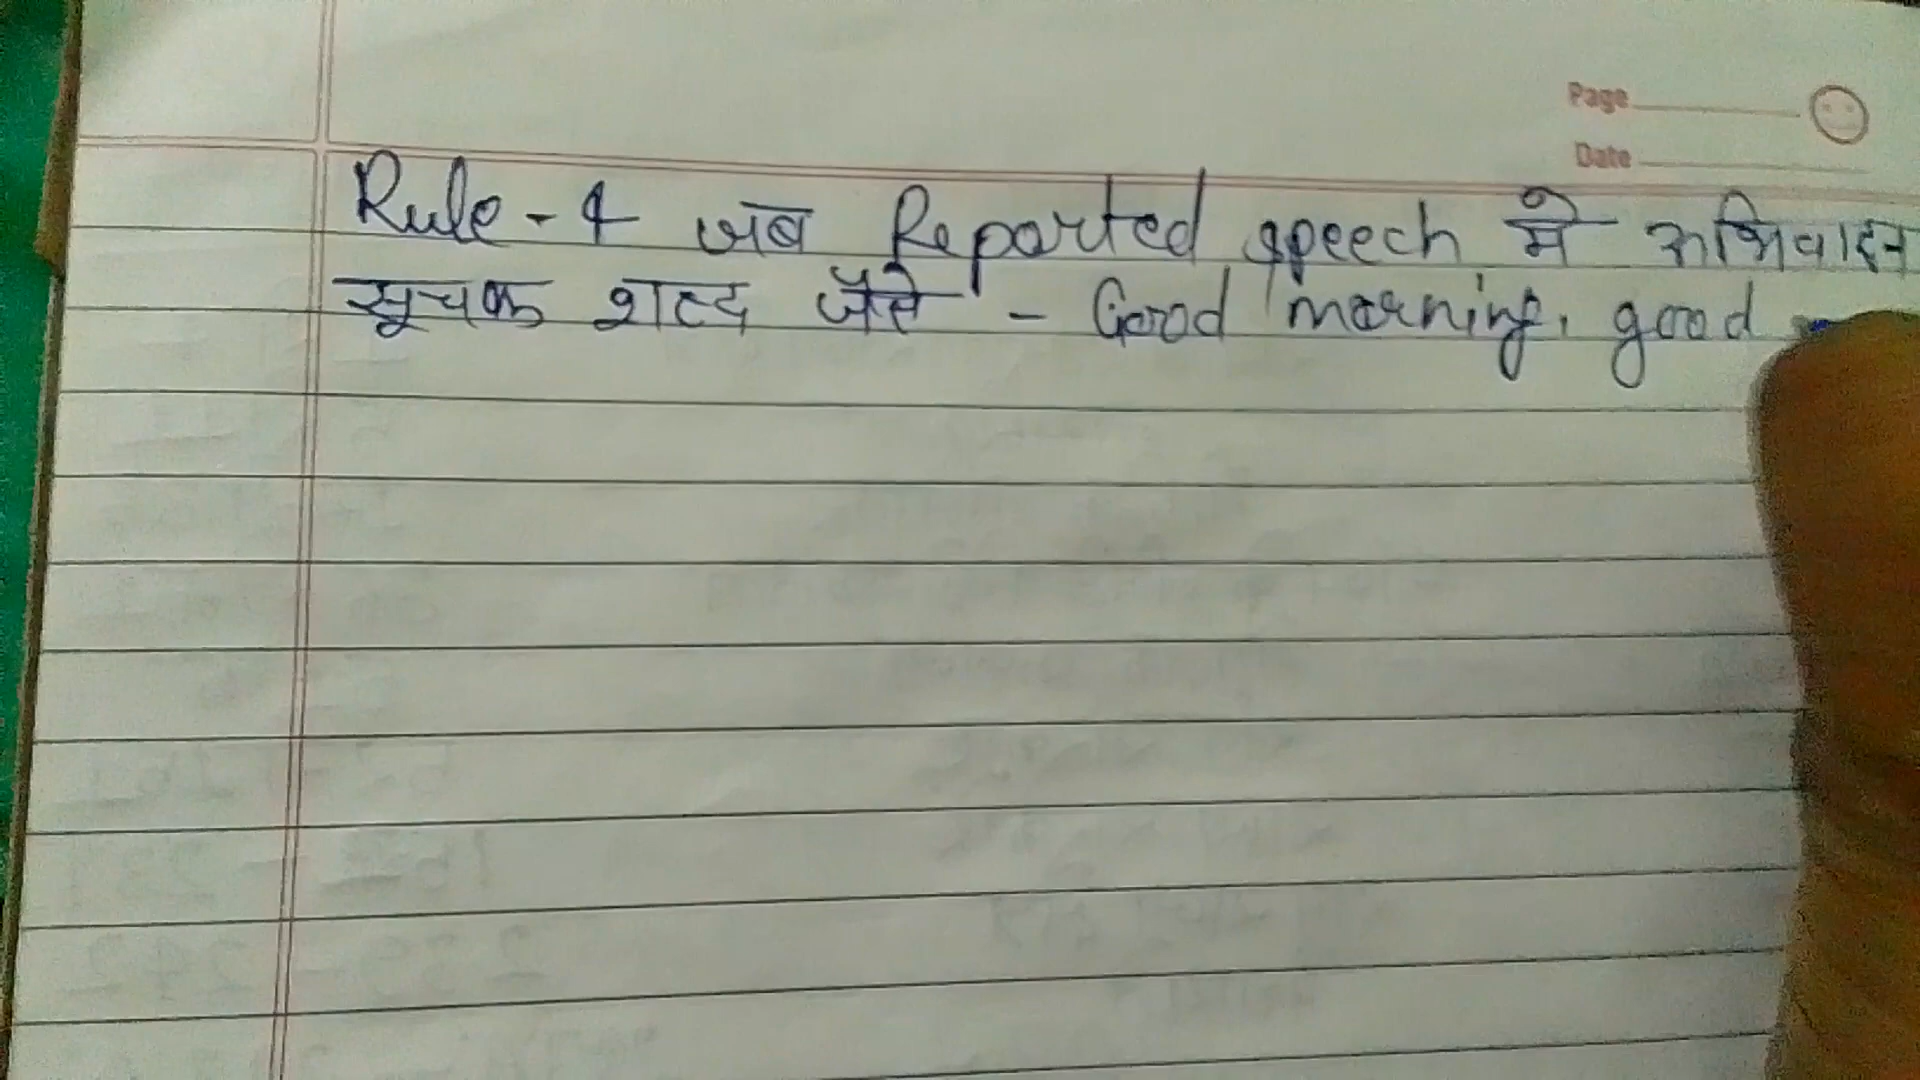 Page
Date
Rule - 4 जब Reported speech मे अभिवादन
सूचक शब्द जैसे - Good morning, good